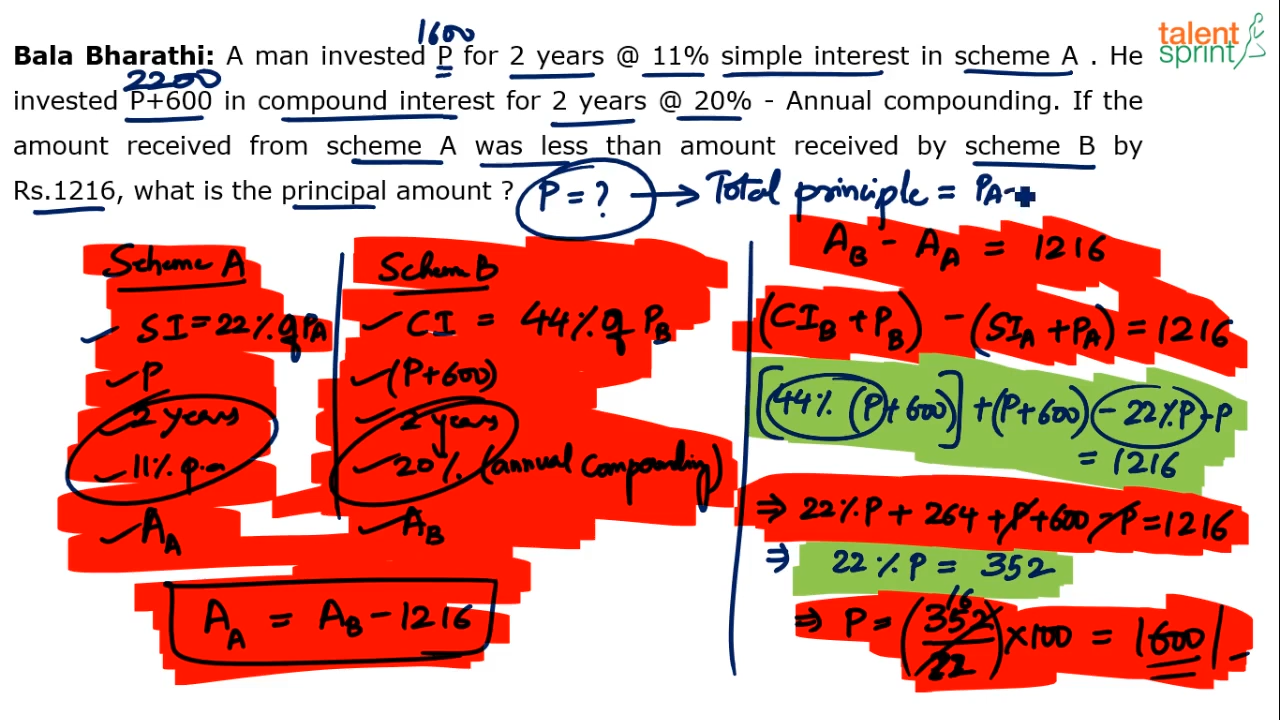 talent
sprint
1600
Bala Bharathi: A man invested P for 2 years @ 11% simple interest in scheme A . He
2200
invested P+600 in compound interest for 2 years @ 20% - Annual compounding. If the
amount received from scheme A was less than amount received by scheme B by
Rs.1216, what is the principal amount ? P = ? → Total principle = PA+
Scheme A
SI = 22% of PA
P
2 years
11% p.a
AA
Scheme B
CI = 44% of PB
(P+600)
2 years
20% (annual compounding)
AB
AA = AB - 1216
AB - AA = 1216
(CIB + PB) - (SIA + PA) = 1216
[44% (P+600)] + (P+600) - 22%P - P
= 1216
⇒ 22%P + 264 + P + 600 - P = 1216
⇒ 22% P = 352
16
⇒ P = (352/22) × 100 = 1600/-